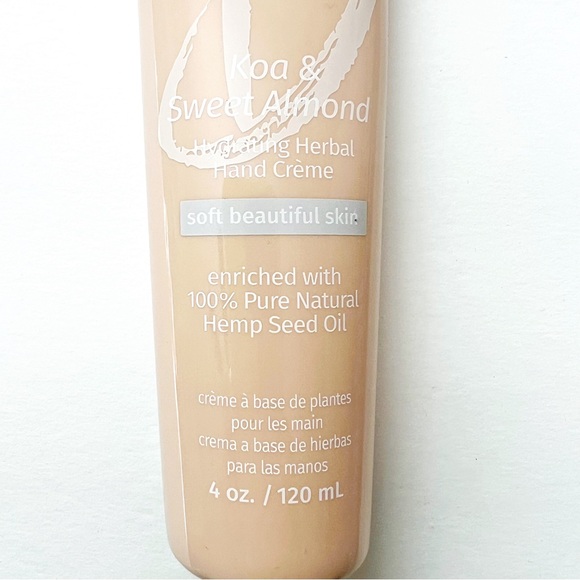 Koa &
Sweet Almond
Hydrating Herbal
Hand Crème
soft beautiful skin
enriched with
100% Pure Natural
Hemp Seed Oil
crème à base de plantes
pour les main
crema a base de hierbas
para las manos
4 oz. / 120 mL